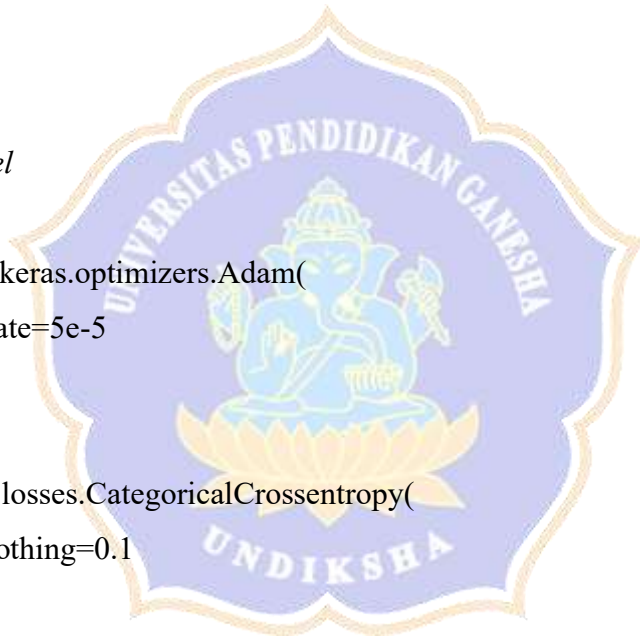 UNIVERSITAS PENDIDIKAN GANESHA
el
keras.optimizers.Adam(
ate=5e-5
losses.CategoricalCrossentropy(
othing=0.1
UNDIKSHA